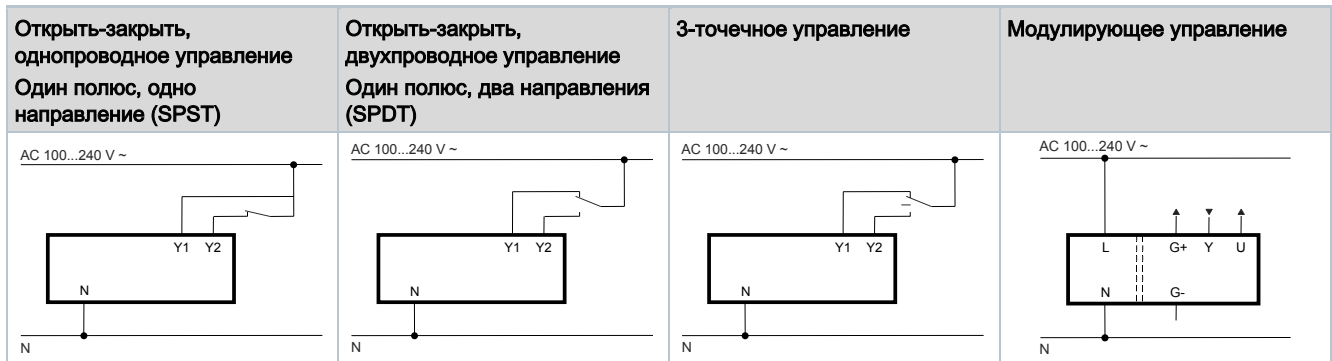 Открыть-закрыть,
однопроводное управление
Один полюс, одно
направление (SPST)
Открыть-закрыть,
двухпроводное управление
Один полюс, два направления
(SPDT)
3-точечное управление
Модулирующее управление
AC 100...240 V ~
Y1 Y2
N
N
AC 100...240 V ~
Y1 Y2
N
N
AC 100...240 V ~
Y1 Y2
N
N
AC 100...240 V ~
L G+ Y U
N G-
N